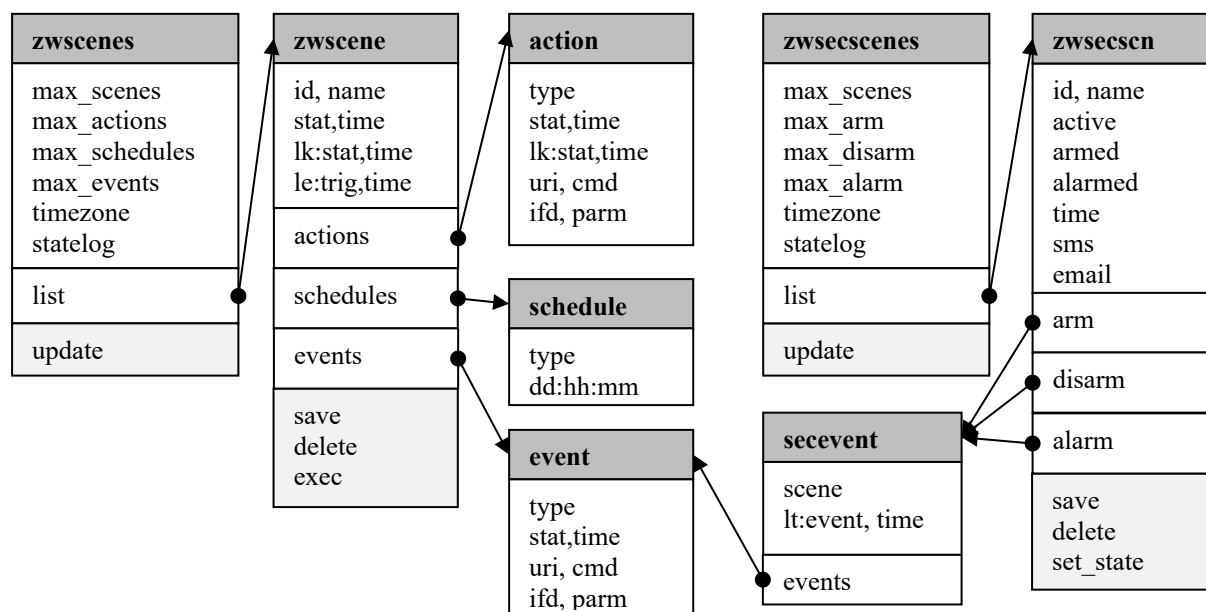 zwscenes
max_scenes
max_actions
max_schedules
max_events
timezone
statelog
list
update
zwscene
id, name
stat,time
lk:stat,time
le:trig,time
actions
schedules
events
save
delete
exec
action
type
stat,time
lk:stat,time
uri, cmd
ifd, parm
schedule
type
dd:hh:mm
event
type
stat,time
uri, cmd
ifd, parm
zwsecscenes
max_scenes
max_arm
max_disarm
max_alarm
timezone
statelog
list
update
secevent
scene
lt:event, time
events
zwsecscn
id, name
active
armed
alarmed
time
sms
email
arm
disarm
alarm
save
delete
set_state